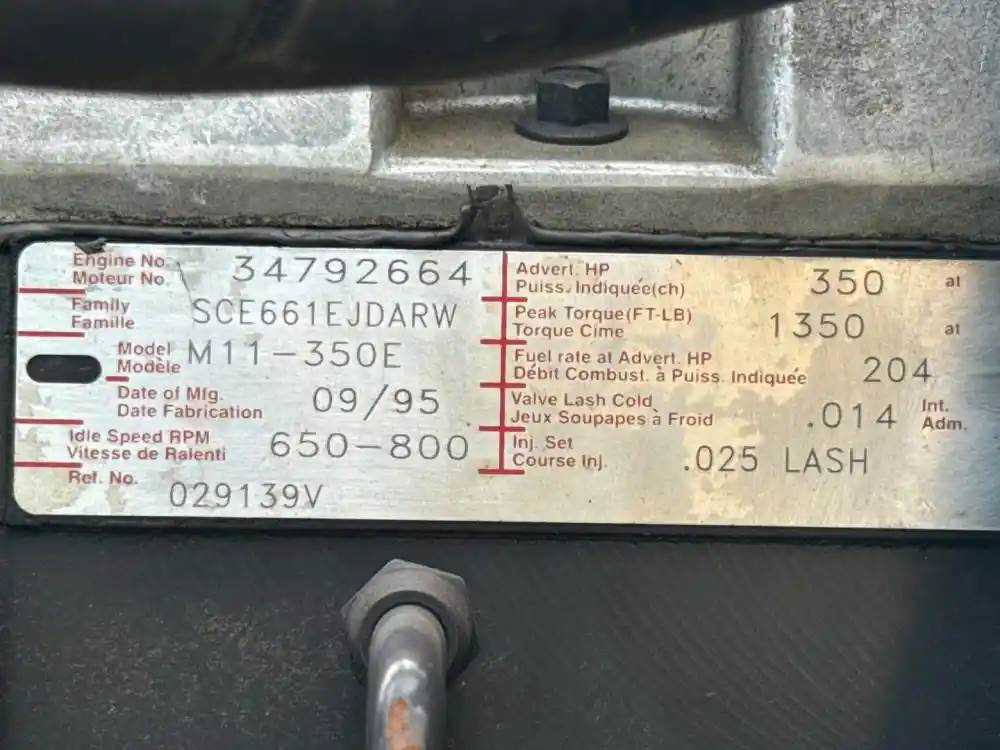 Engine No. 34792664
Moteur No.
Family SCE661EJDARW
Famille
Model M11-350E
Modèle
Date of Mfg. 09/95
Date Fabrication
Idle Speed RPM 650-800
Vitesse de Ralenti
Ref. No.
029139V
Advert. HP 350 at
Puiss. Indiquée(ch)
Peak Torque(FT-LB) 1350 at
Torque Cime
Fuel rate at Advert. HP 204
Débit Combust. à Puiss. Indiquée
Valve Lash Cold .014 Int.
Jeux Soupapes à Froid Adm.
Inj. Set .025 LASH
Course Inj.